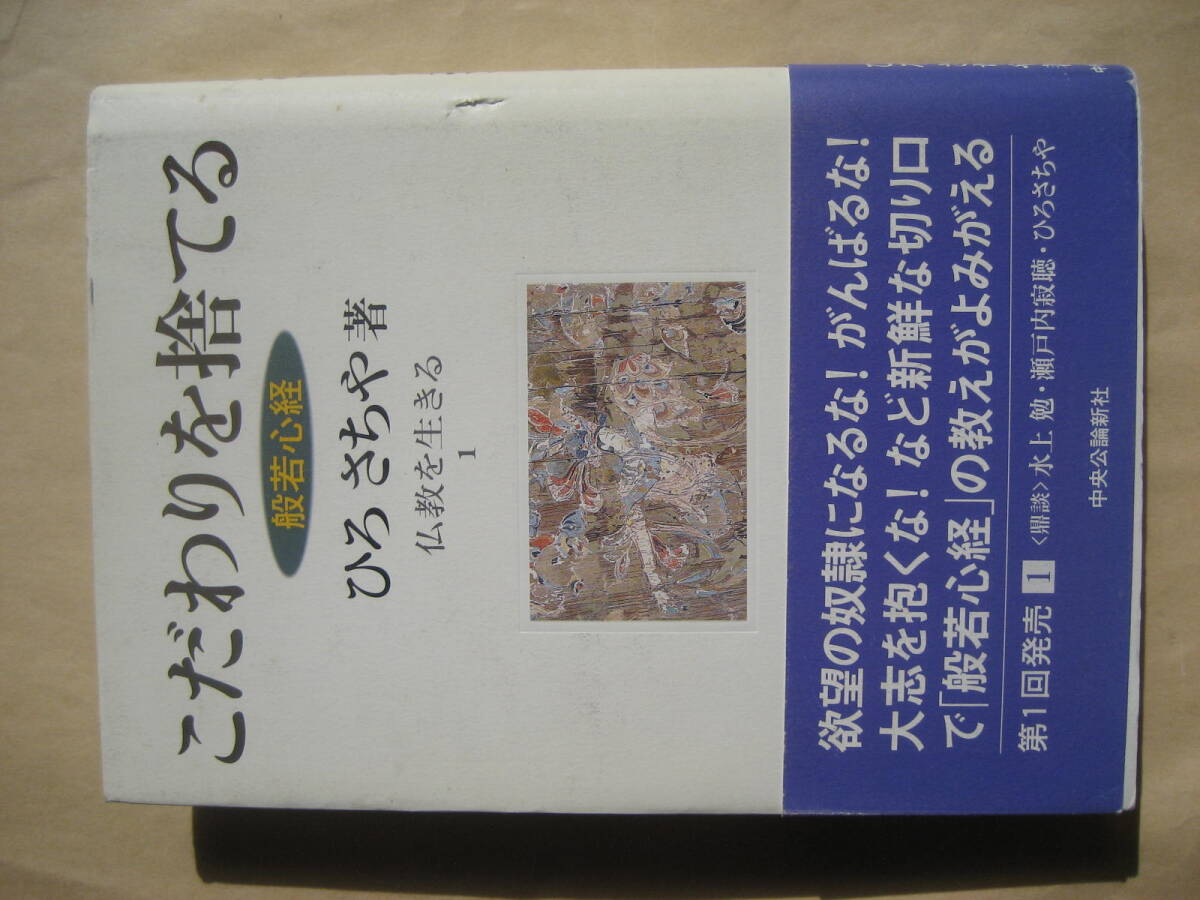 こだわりを捨てる
般若心経
ひろさちや著
仏教を生きる
1
欲望の奴隷になるな!がんばるな!
大志を抱くな!など新鮮な切り口
で「般若心経」の教えがよみがえる
第1回発売 1 〈鼎談〉水上 勉・瀬戸内寂聴・ひろさちや
中央公論新社